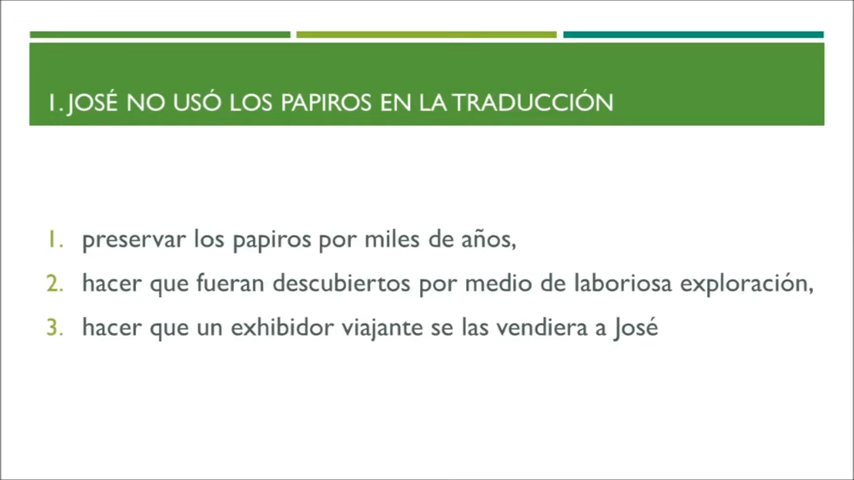 1. JOSÉ NO USÓ LOS PAPIROS EN LA TRADUCCIÓN
1. preservar los papiros por miles de años,
2. hacer que fueran descubiertos por medio de laboriosa exploración,
3. hacer que un exhibidor viajante se las vendiera a José